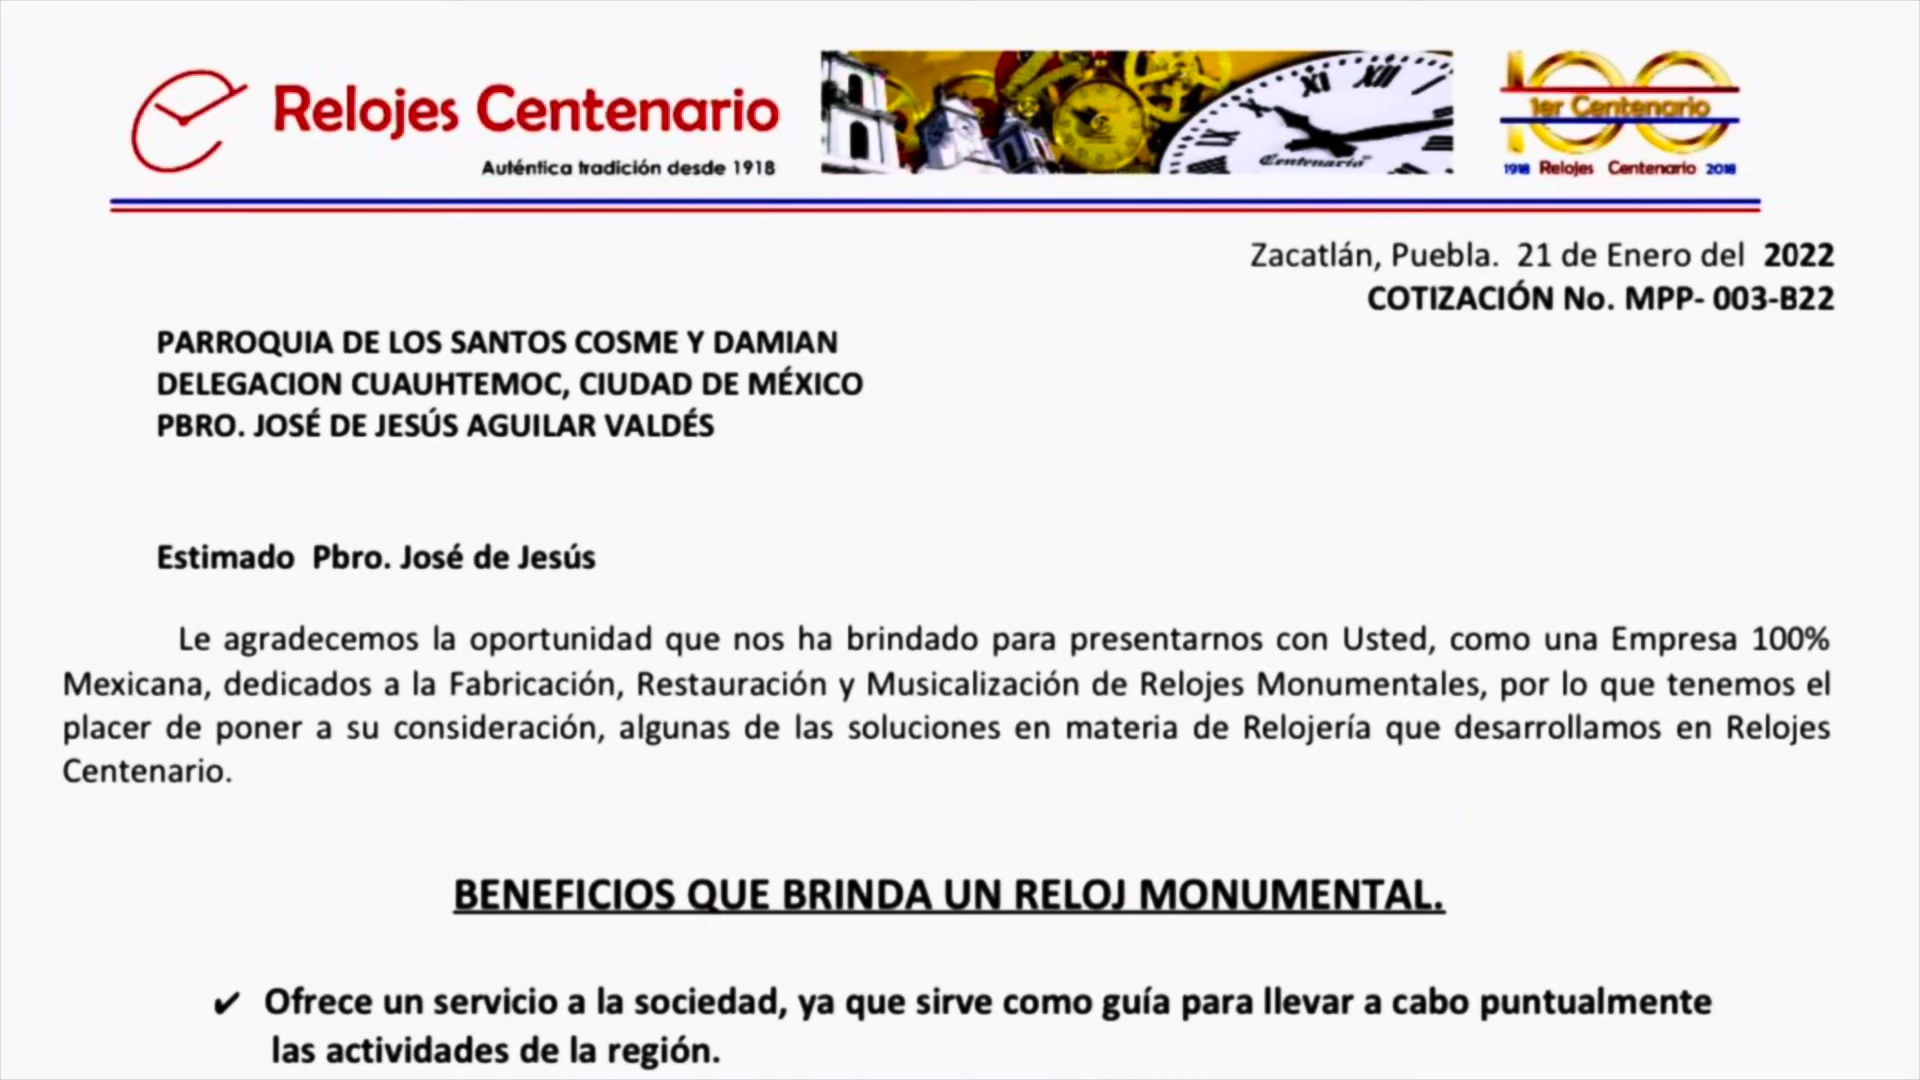 Relojes Centenario
Auténtica tradición desde 1918
XI XII
IX
Centenario
100
1er Centenario
1918 Relojes Centenario 2018
Zacatlán, Puebla. 21 de Enero del 2022
COTIZACIÓN No. MPP- 003-B22
PARROQUIA DE LOS SANTOS COSME Y DAMIAN
DELEGACION CUAUHTEMOC, CIUDAD DE MÉXICO
PBRO. JOSÉ DE JESÚS AGUILAR VALDÉS
Estimado Pbro. José de Jesús
Le agradecemos la oportunidad que nos ha brindado para presentarnos con Usted, como una Empresa 100%
Mexicana, dedicados a la Fabricación, Restauración y Musicalización de Relojes Monumentales, por lo que tenemos el
placer de poner a su consideración, algunas de las soluciones en materia de Relojería que desarrollamos en Relojes
Centenario.
BENEFICIOS QUE BRINDA UN RELOJ MONUMENTAL.
✔ Ofrece un servicio a la sociedad, ya que sirve como guía para llevar a cabo puntualmente
las actividades de la región.